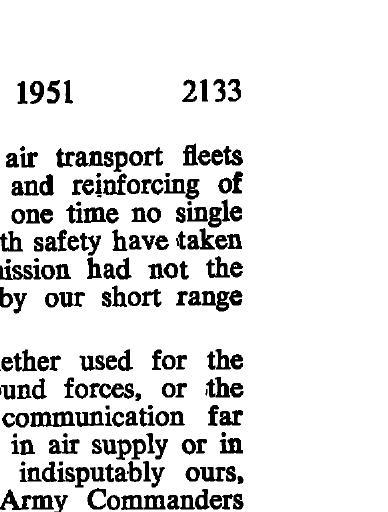 1951 2133
air transport fleets
and reinforcing of
one time no single
th safety have taken
ission had not the
by our short range
ether used for the
und forces, or the
communication far
in air supply or in
indisputably ours,
Army Commanders